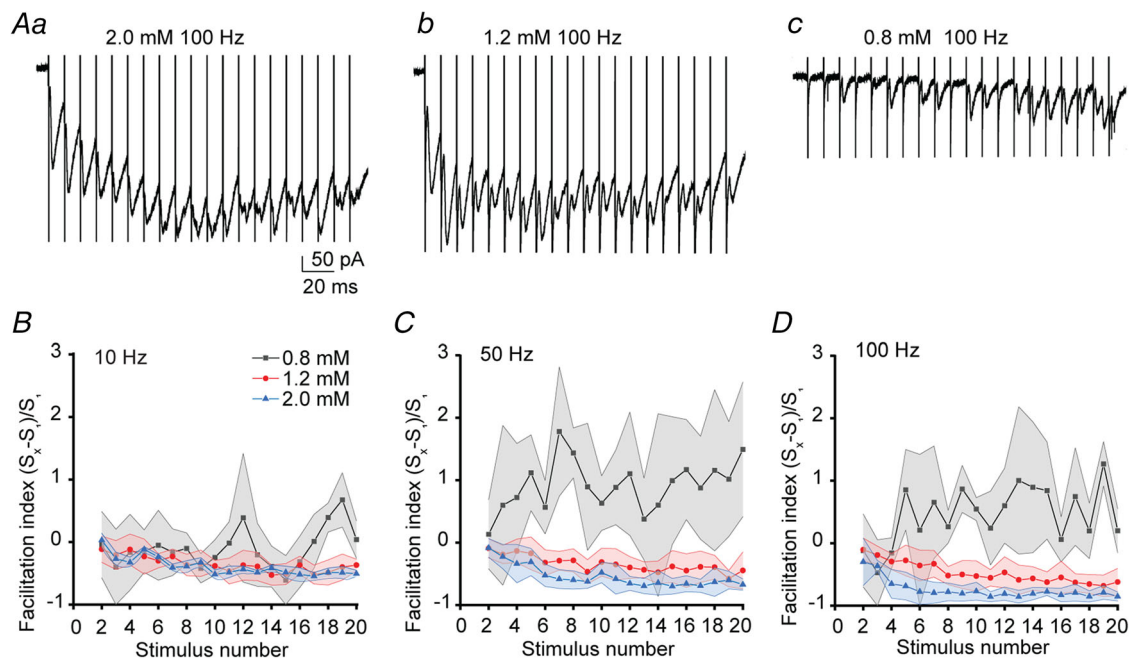 Aa
2.0 mM 100 Hz
b
1.2 mM 100 Hz
c
0.8 mM 100 Hz
50 pA
20 ms
B
10 Hz
0.8 mM
1.2 mM
2.0 mM
3
2
1
0
-1
Facilitation index (Sₓ-S₁)/S₁
0 2 4 6 8 10 12 14 16 18 20
Stimulus number
C
50 Hz
3
2
1
0
-1
Facilitation index (Sₓ-S₁)/S₁
0 2 4 6 8 10 12 14 16 18 20
Stimulus number
D
100 Hz
3
2
1
0
-1
Facilitation index (Sₓ-S₁)/S₁
0 2 4 6 8 10 12 14 16 18 20
Stimulus number